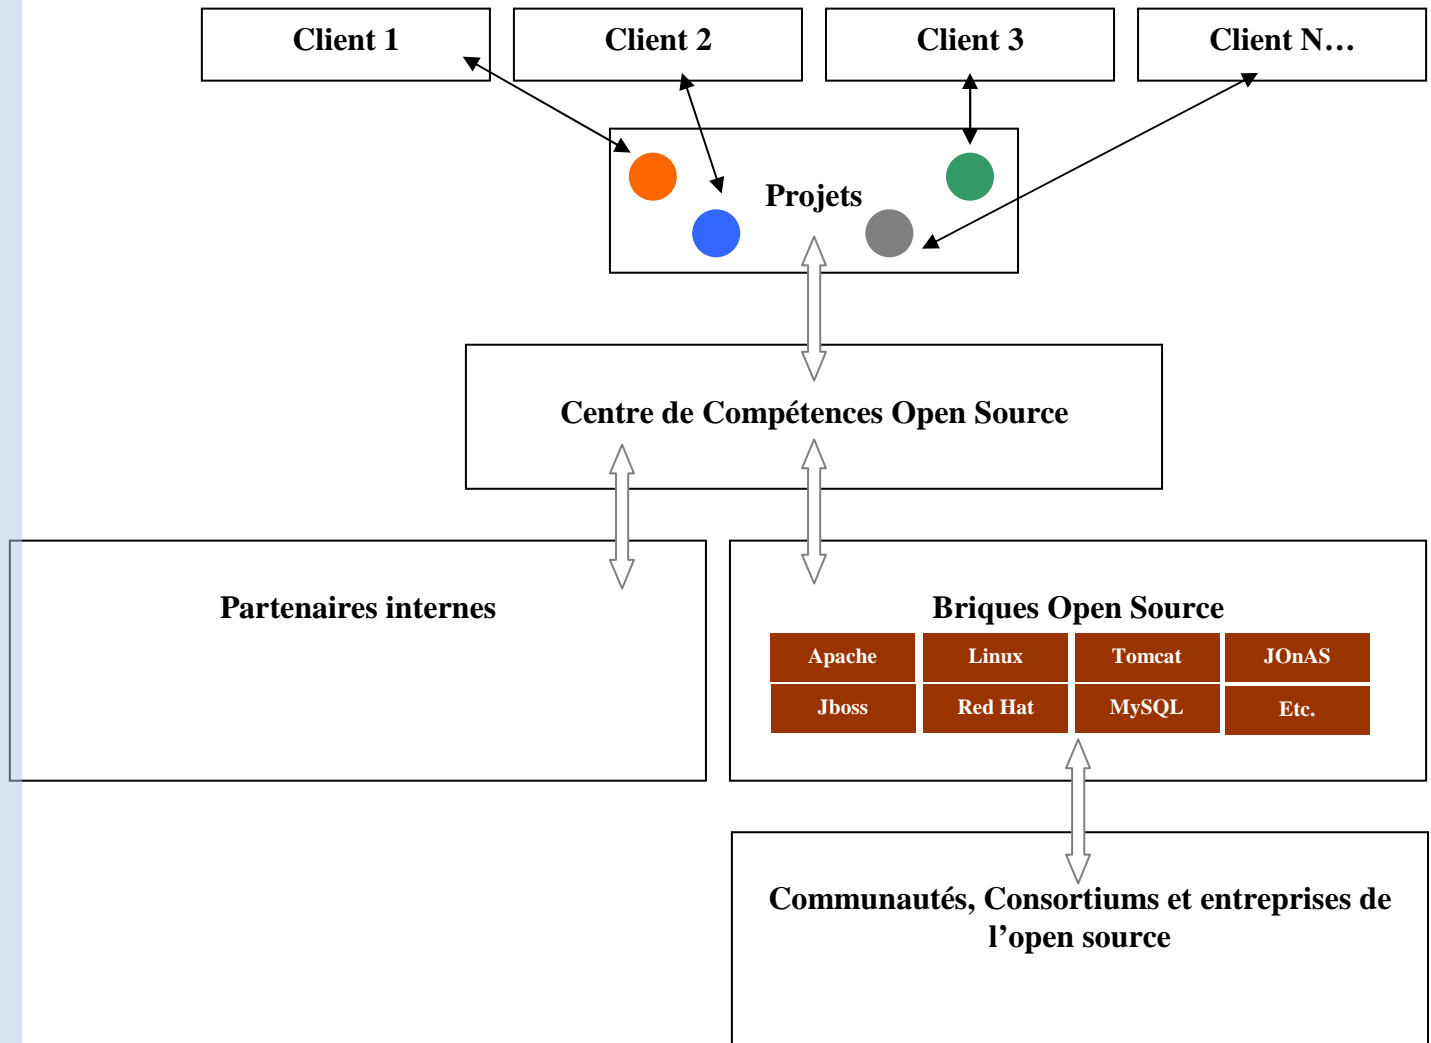 Client 1
Client 2
Client 3
Client N…
Projets
Centre de Compétences Open Source
Partenaires internes
Briques Open Source
Apache
Linux
Tomcat
JOnAS
Jboss
Red Hat
MySQL
Etc.
Communautés, Consortiums et entreprises de
l’open source